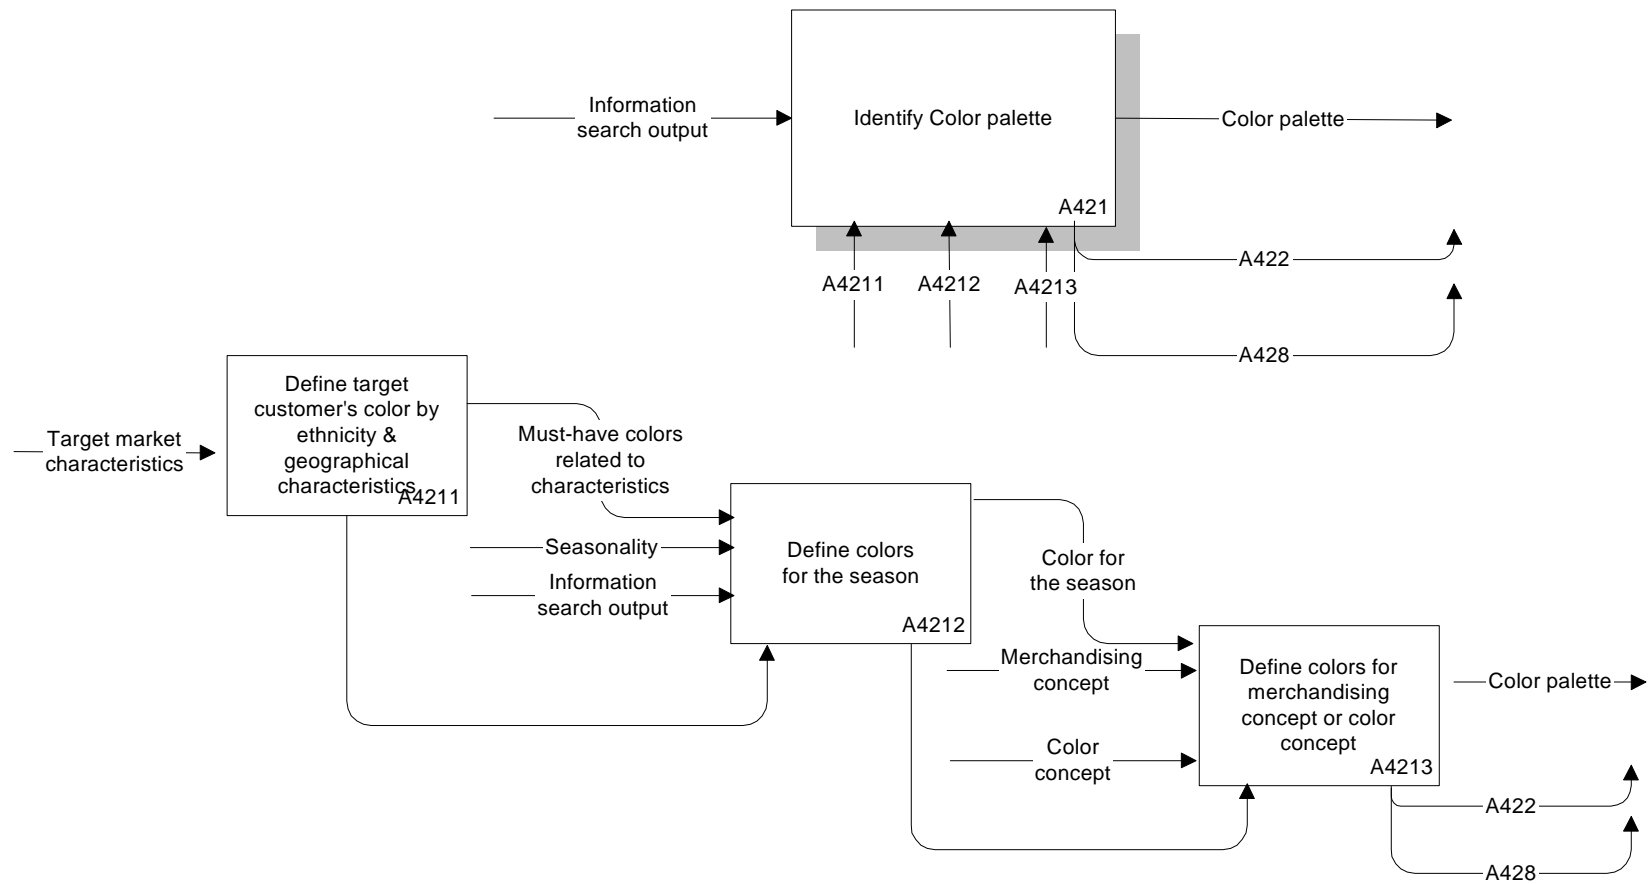 Information
search output
Identify Color palette
Color palette
A421
A422
A4211
A4212
A4213
A428
Define target
customer's color by
ethnicity &
geographical
characteristics
A4211
Target market
characteristics
Must-have colors
related to
characteristics
Seasonality
Information
search output
Define colors
for the season
A4212
Color for
the season
Merchandising
concept
Color
concept
Define colors for
merchandising
concept or color
concept
A4213
Color palette
A422
A428